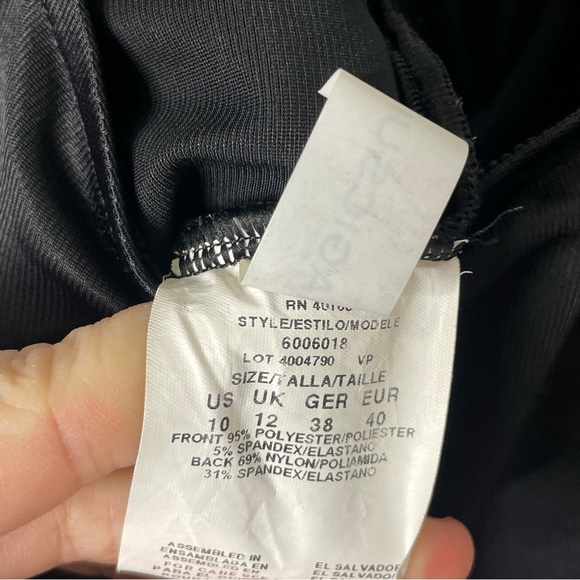 RN
STYLE/ESTILO/MODELE
6006018
LOT 4004790 VP
SIZE/TALLA/TAILLE
US UK GER EUR
10 12 38 40
FRONT 95% POLYESTER/POLIESTER
5% SPANDEX/ELASTANO
BACK 69% NYLON/POLIAMIDA
31% SPANDEX/ELASTANO
ASSEMBLED IN
ENSAMBLADA EN
EL SALVADOR
FOR CARE